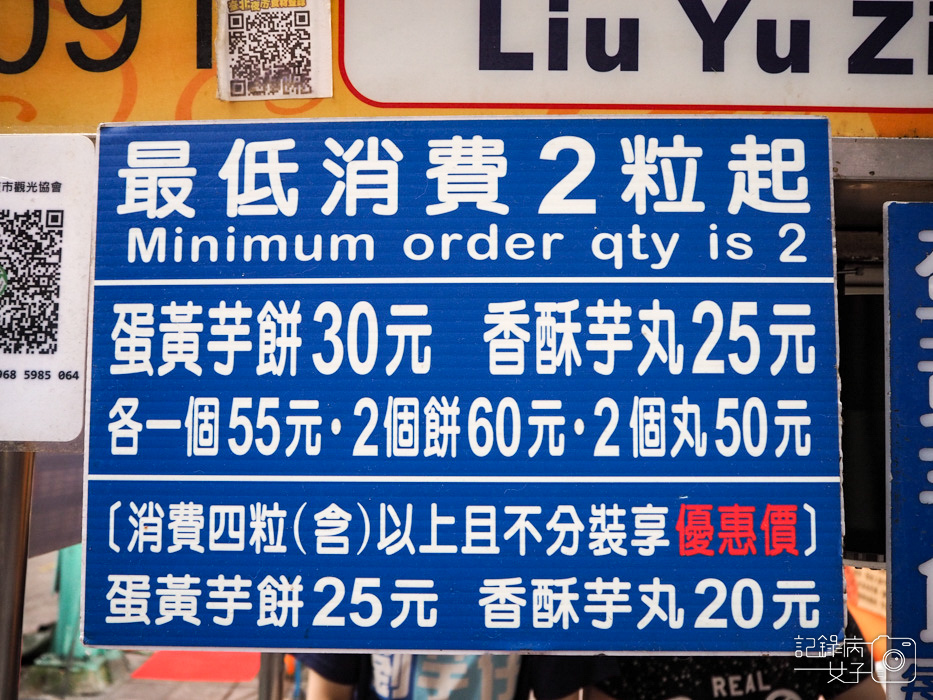 091
Liu Yu Zi
市觀光協會
968 5985 064
最低消費2粒起
Minimum order qty is 2
蛋黃芋餅30元 香酥芋丸25元
各一個55元·2個餅60元·2個丸50元
〔消費四粒(含)以上且不分裝享優惠價〕
蛋黃芋餅25元 香酥芋丸20元
REAL
記錄病
女子